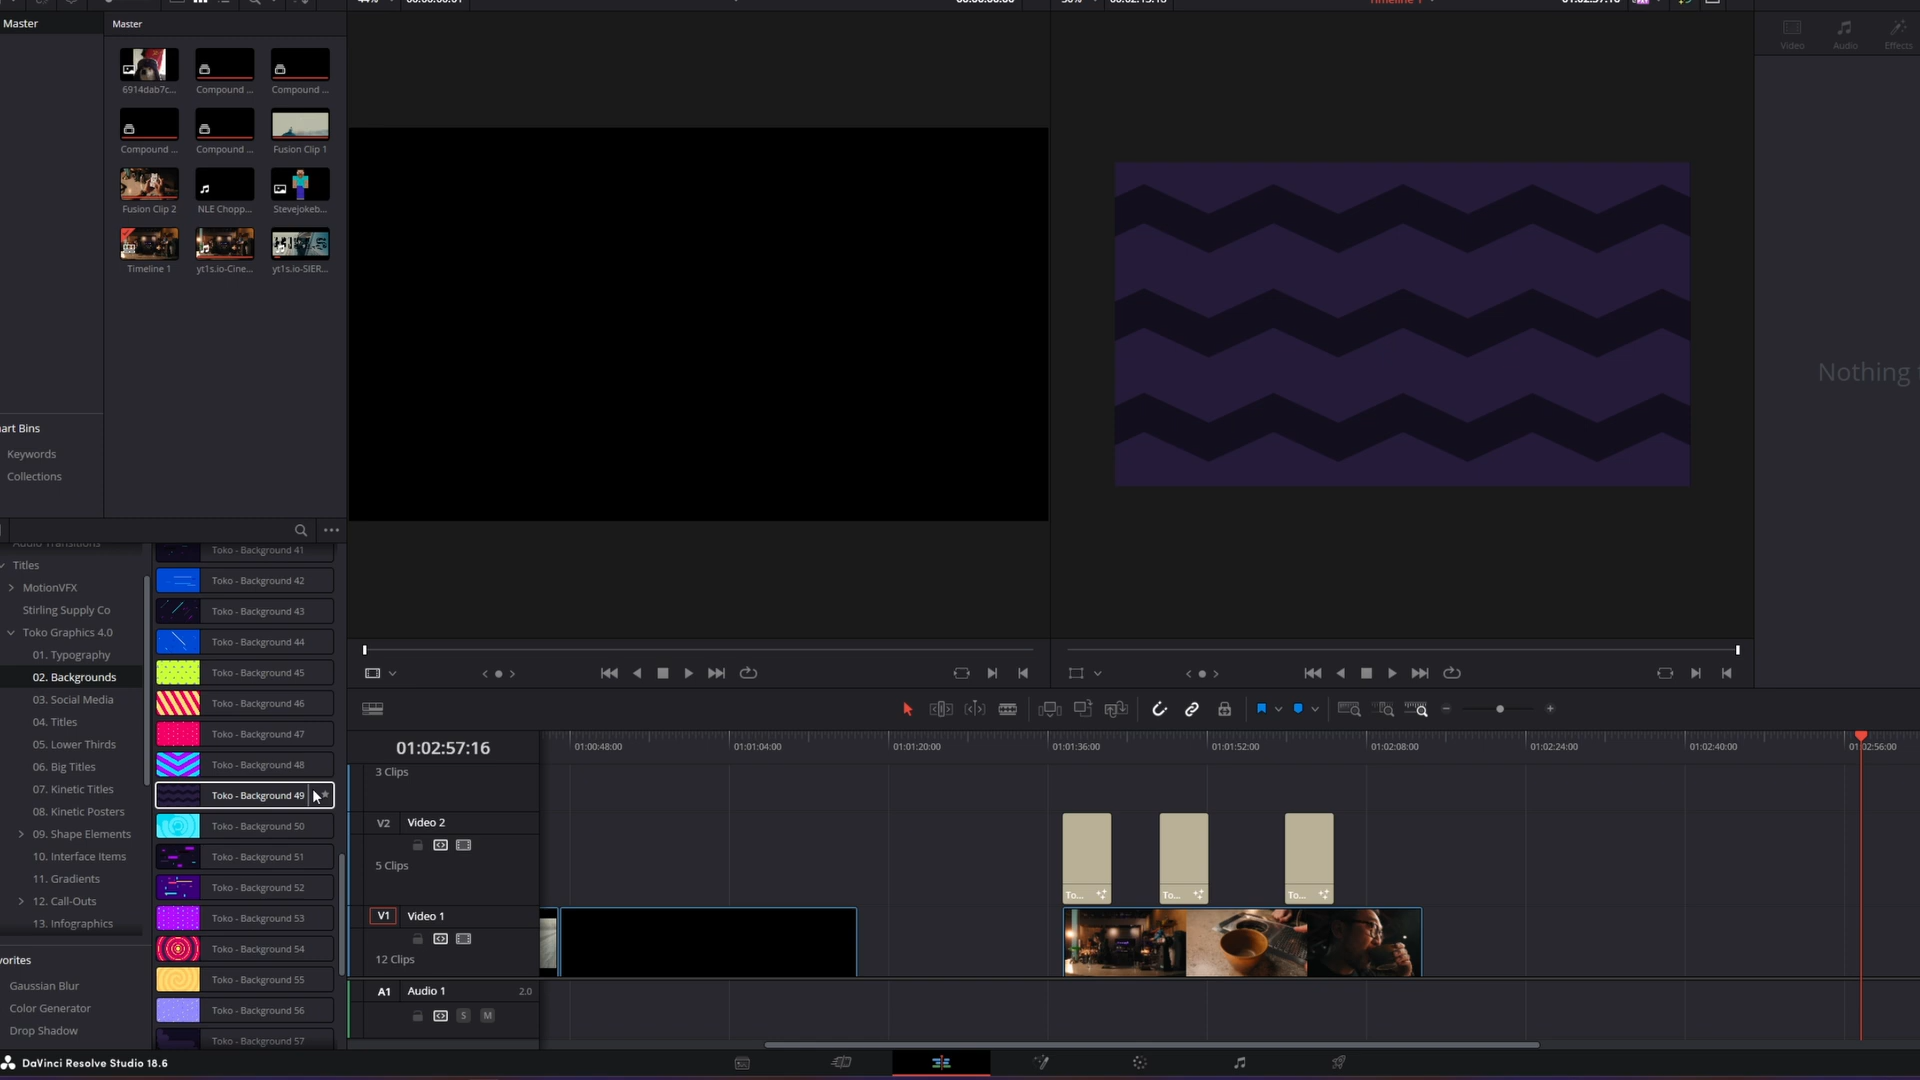 Master
Master
6914dab7c...
Compound ...
Compound ...
Compound ...
Compound ...
Fusion Clip 1
Fusion Clip 2
NLE Chopp...
Stevejokeb...
Timeline 1
yt1s.io-Cine...
yt1s.io-SIER...
art Bins
Keywords
Collections
Video
Audio
Effects
Nothing
Audio Transitions
Titles
MotionVFX
Stirling Supply Co
Toko Graphics 4.0
01. Typography
02. Backgrounds
03. Social Media
04. Titles
05. Lower Thirds
06. Big Titles
07. Kinetic Titles
08. Kinetic Posters
09. Shape Elements
10. Interface Items
11. Gradients
12. Call-Outs
13. Infographics
vorites
Gaussian Blur
Color Generator
Drop Shadow
Toko - Background 41
Toko - Background 42
Toko - Background 43
Toko - Background 44
Toko - Background 45
Toko - Background 46
Toko - Background 47
Toko - Background 48
Toko - Background 49
Toko - Background 50
Toko - Background 51
Toko - Background 52
Toko - Background 53
Toko - Background 54
Toko - Background 55
Toko - Background 56
Toko - Background 57
01:02:57:16
01:00:48:00
01:01:04:00
01:01:20:00
01:01:36:00
01:01:52:00
01:02:08:00
01:02:24:00
01:02:40:00
01:02:56:00
3 Clips
V2 Video 2
5 Clips
To...
To...
To...
V1 Video 1
12 Clips
A1 Audio 1 2.0
S M
DaVinci Resolve Studio 18.6